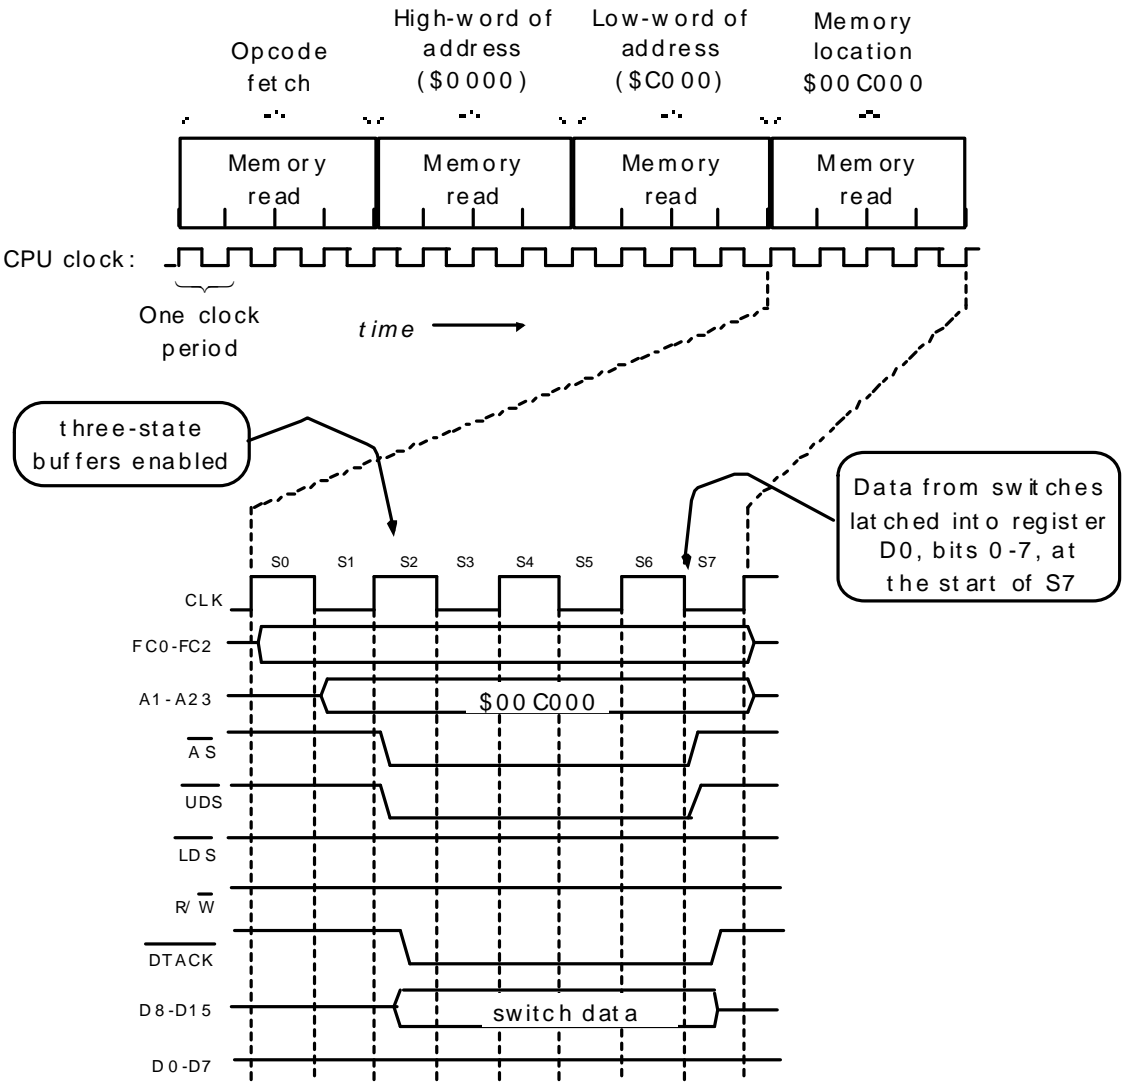 Opcode
fetch
High-word of
address
($0000)
Low-word of
address
($C000)
Memory
location
$00C000
Memory
read
Memory
read
Memory
read
Memory
read
CPU clock:
One clock
period
time
three-state
buffers enabled
Data from switches
latched into register
D0, bits 0-7, at
the start of S7
S0 S1 S2 S3 S4 S5 S6 S7
CLK
FC0-FC2
A1-A23
$00C000
AS
UDS
LDS
R/W
DTACK
D8-D15
switch data
D0-D7